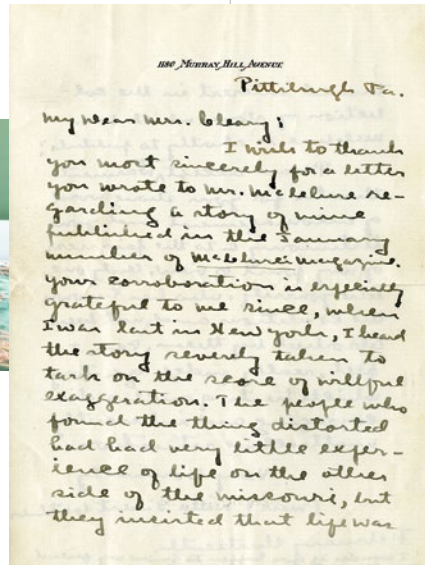 1180 MURRAY HILL AVENUE
Pittsburgh Pa.
My Dear Mrs. Cleary:
I write to thank
you most sincerely for a letter
you wrote to Mr. McClure re-
garding a story of mine
published in the January
number of McClure's magazine.
your corroboration is especially
grateful to me since, when
I was last in New York, I heard
the story severely taken to
task on the score of willful
exaggeration. The people who
found the thing distorted
had had very little exper-
ience of life on the other
side of the Missouri, but
they insisted that life was